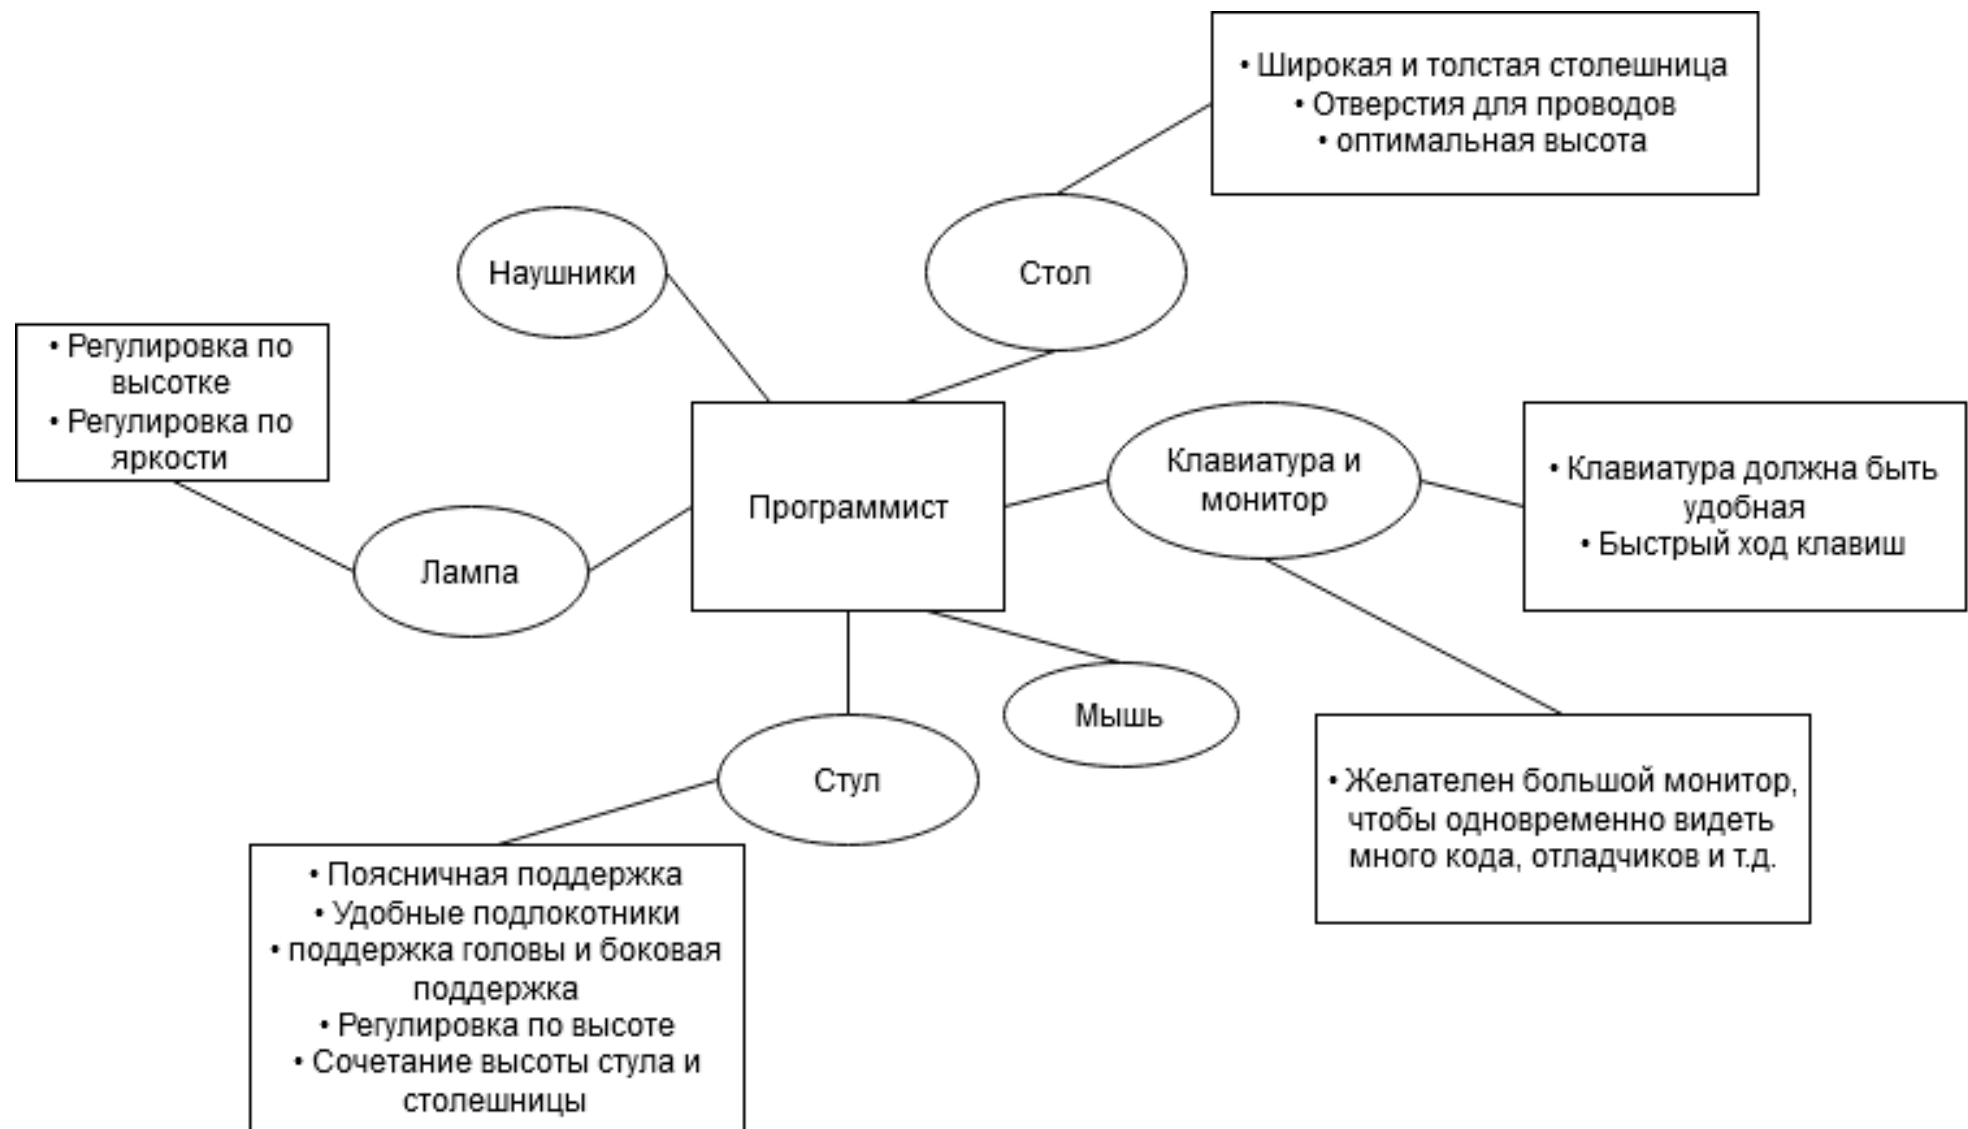 • Широкая и толстая столешница
• Отверстия для проводов
• оптимальная высота
Наушники
Стол
• Регулировка по
высотке
• Регулировка по
яркости
Клавиатура и
монитор
• Клавиатура должна быть
удобная
• Быстрый ход клавиш
Программист
Лампа
Мышь
Стул
• Желателен большой монитор,
чтобы одновременно видеть
много кода, отладчиков и т.д.
• Поясничная поддержка
• Удобные подлокотники
• поддержка головы и боковая
поддержка
• Регулировка по высоте
• Сочетание высоты стула и
столешницы